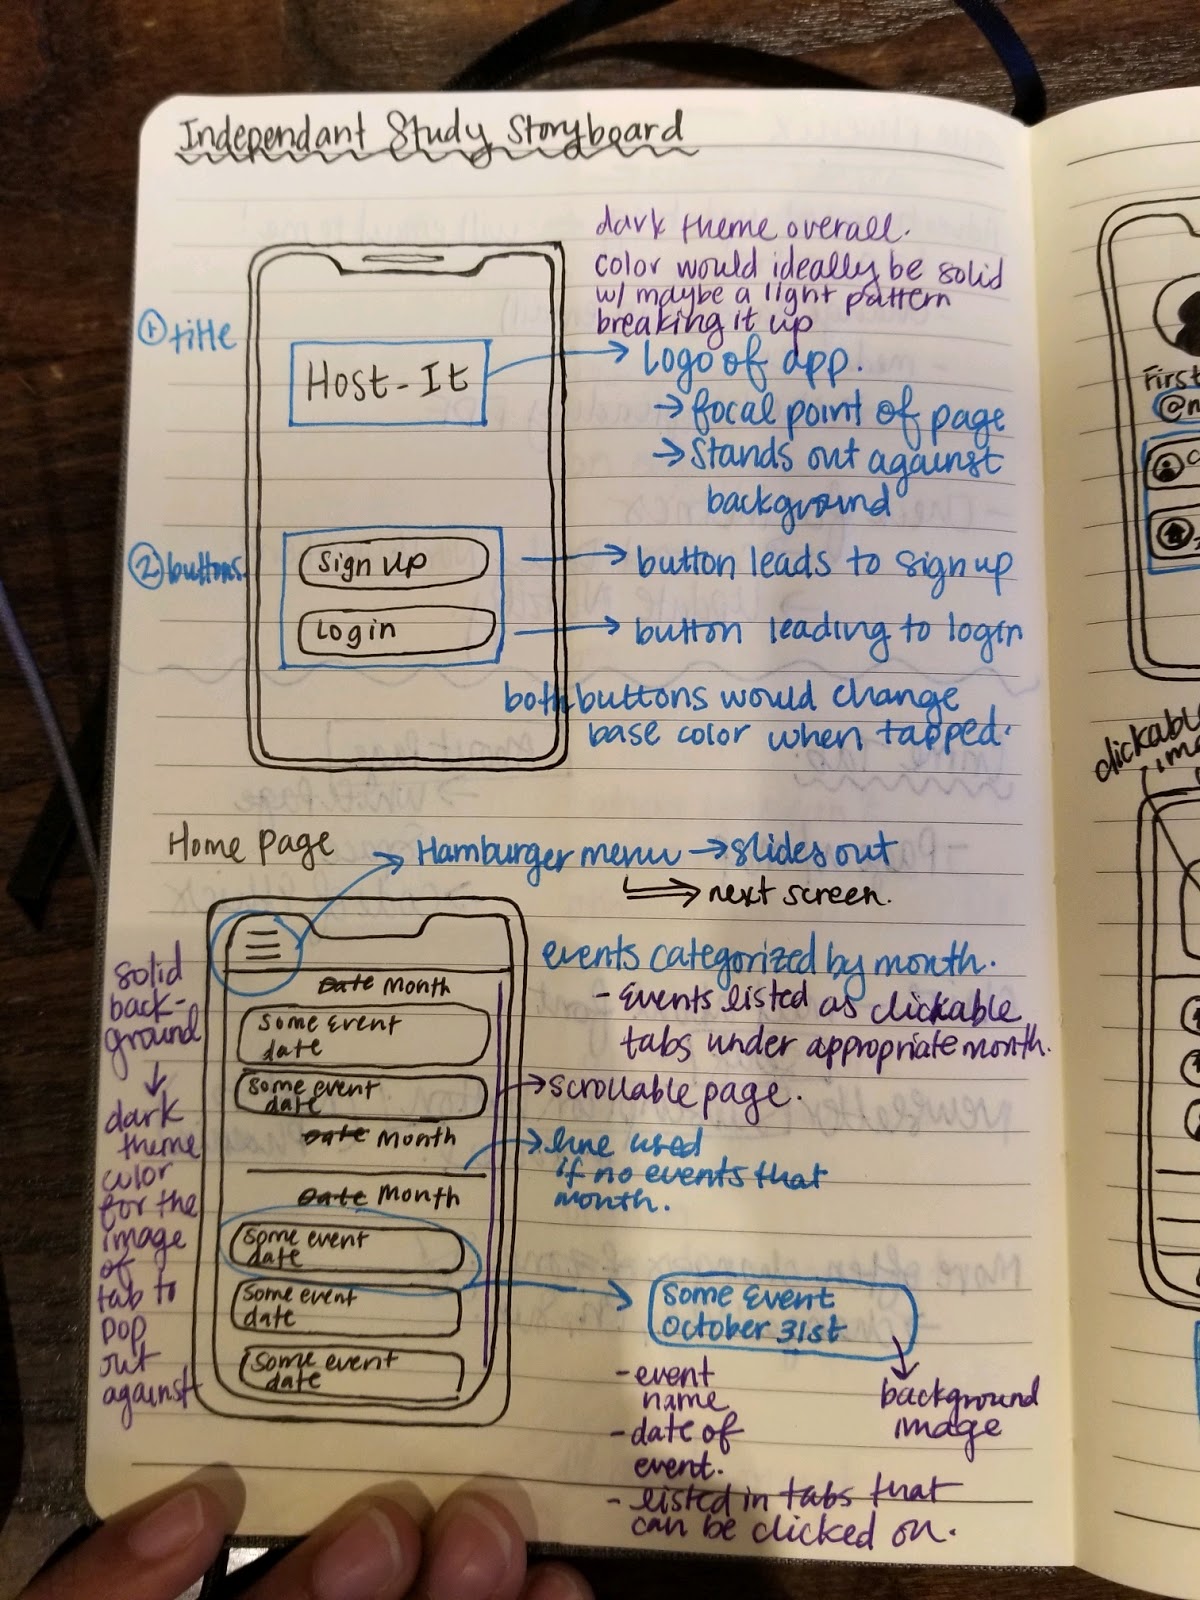 Independant Study Storyboard
dark theme overall.
color would ideally be solid
w/ maybe a light pattern
breaking it up
① title
Host-It
→ Logo of app.
→ focal point of page
→ Stands out against
background
② buttons
Sign Up
→ button leads to sign up
Login
→ button leading to login
both buttons would change
base color when tapped.
Home Page
→ Hamburger menu → slides out
→ next screen.
solid
back-
ground
↓
dark
theme
color
for the
image
of
tab to
pop
out
against
Date Month
Some Event
date
Some event
date
Date Month
Date Month
Some event
date
Some event
date
Some event
date
events categorized by month.
- Events listed as clickable
tabs under appropriate month.
→ scrollable page.
→ line used
if no events that
month.
Some Event
October 31st
- event
name
- date of
event.
- listed in tabs that
can be clicked on.
background
image
First
clickable